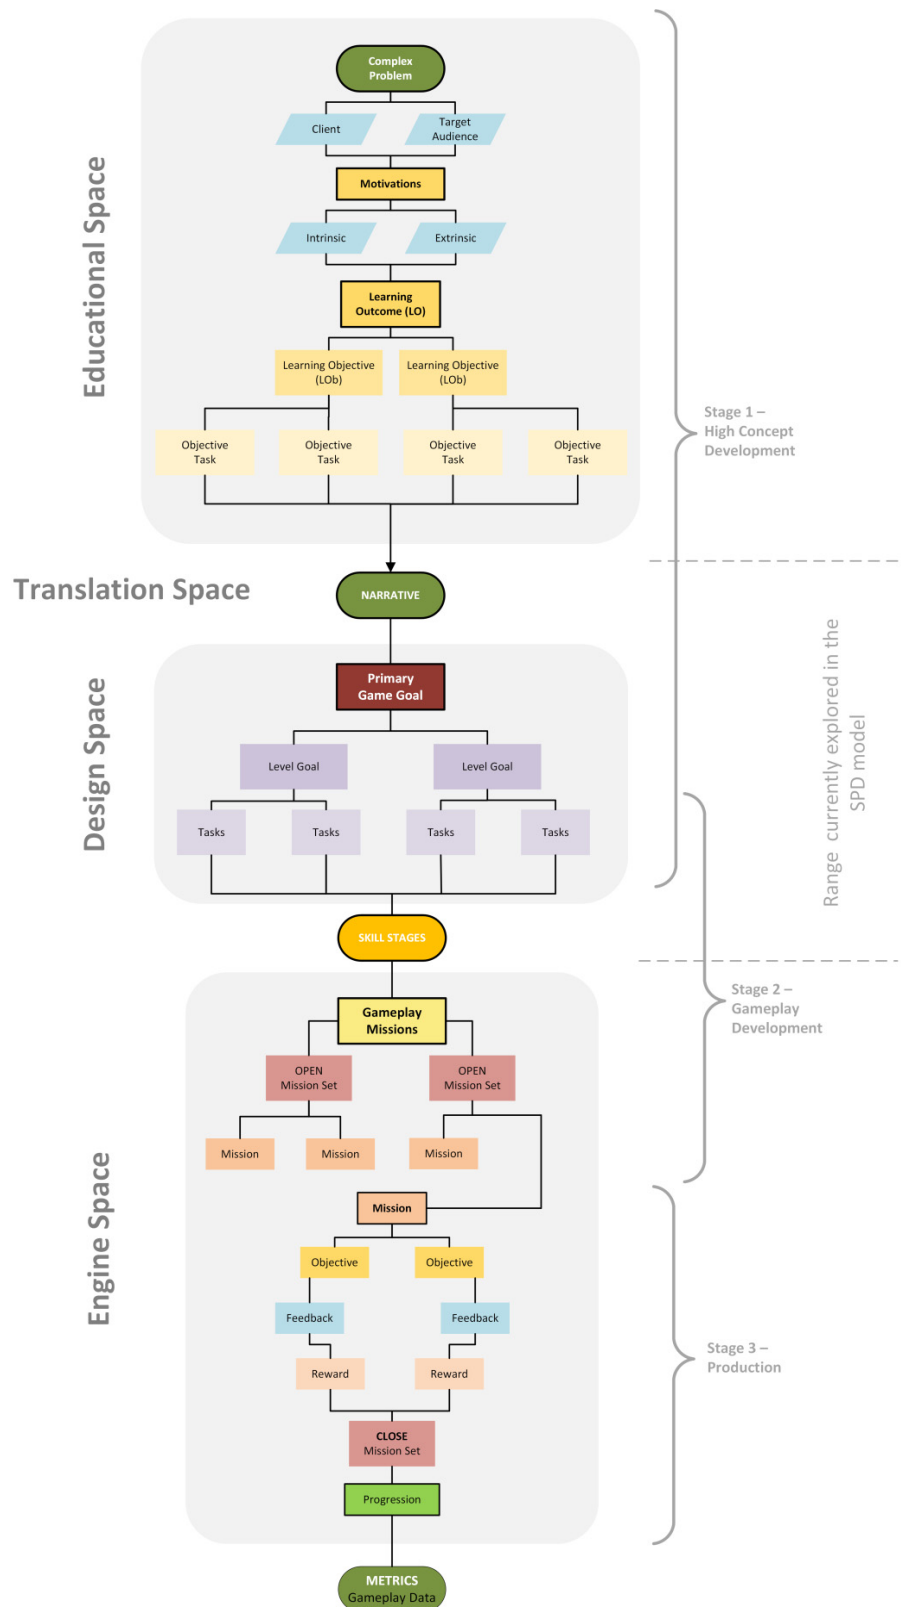 Complex
Problem
Client
Target
Audience
Motivations
Intrinsic
Extrinsic
Learning
Outcome (LO)
Learning Objective
(LOb)
Learning Objective
(LOb)
Objective
Task
Objective
Task
Objective
Task
Objective
Task
Educational Space
Stage 1 –
High Concept
Development
Translation Space
NARRATIVE
Primary
Game Goal
Level Goal
Level Goal
Tasks
Tasks
Tasks
Tasks
Design Space
Range currently explored in the
SPD model
SKILL STAGES
Stage 2 –
Gameplay
Development
Gameplay
Missions
OPEN
Mission Set
OPEN
Mission Set
Mission
Mission
Mission
Mission
Objective
Objective
Feedback
Feedback
Reward
Reward
CLOSE
Mission Set
Progression
Engine Space
Stage 3 –
Production
METRICS
Gameplay Data